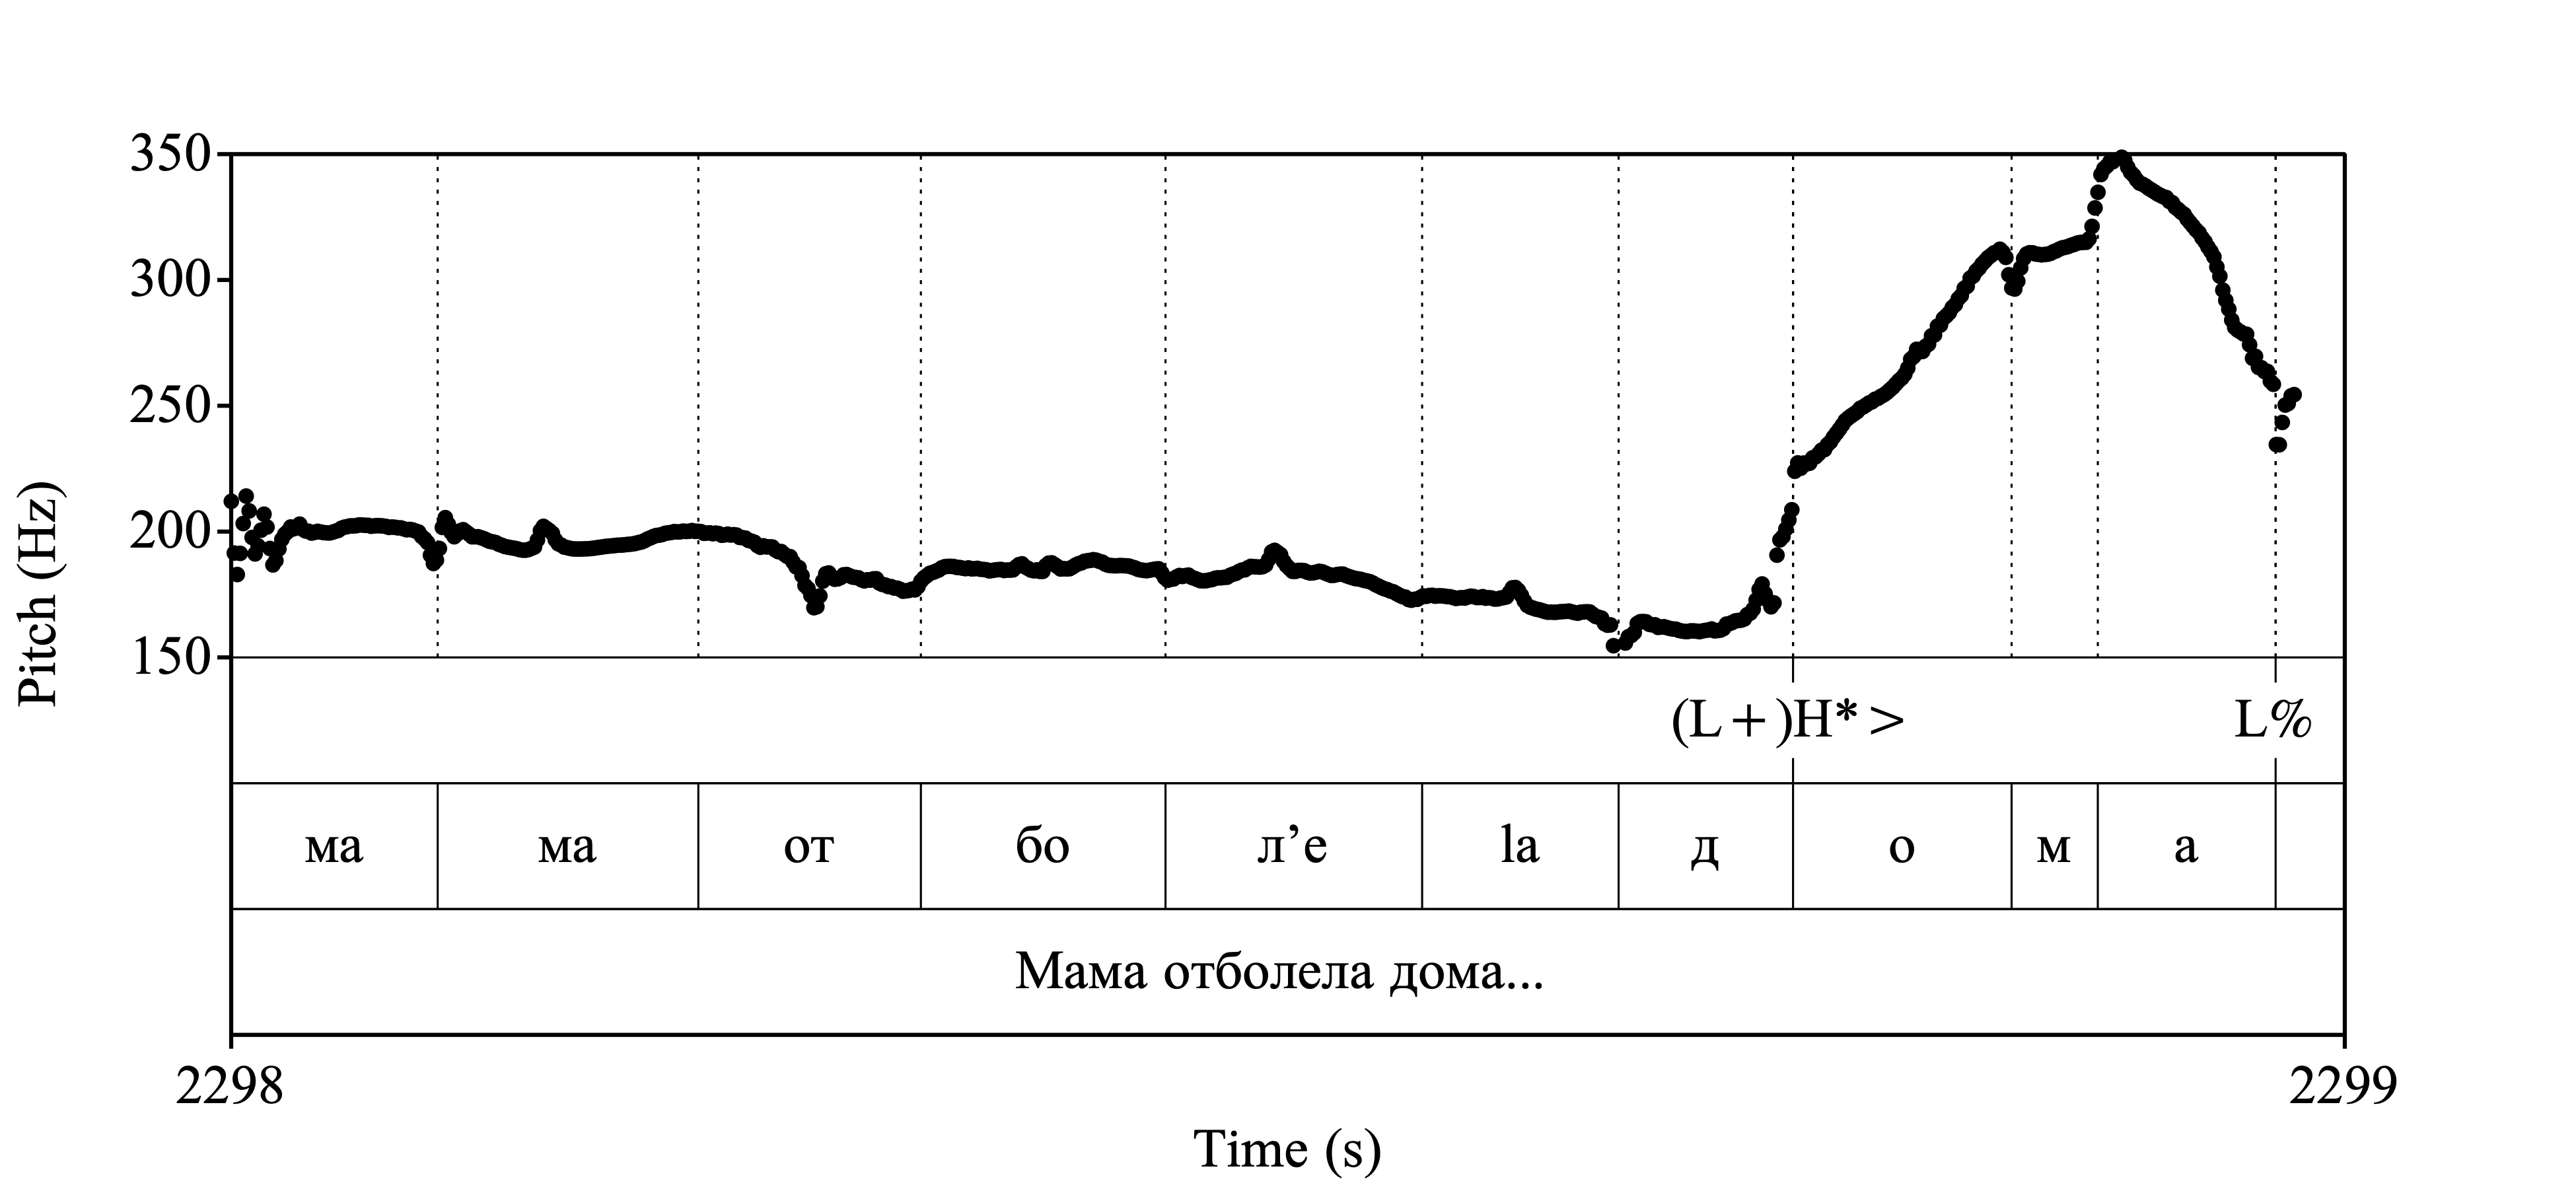 350
300
250
200
150
Pitch (Hz)
(L+)H*> L%
ма ма от бо л’е la д о м а
Мама отболела дома...
2298 2299
Time (s)